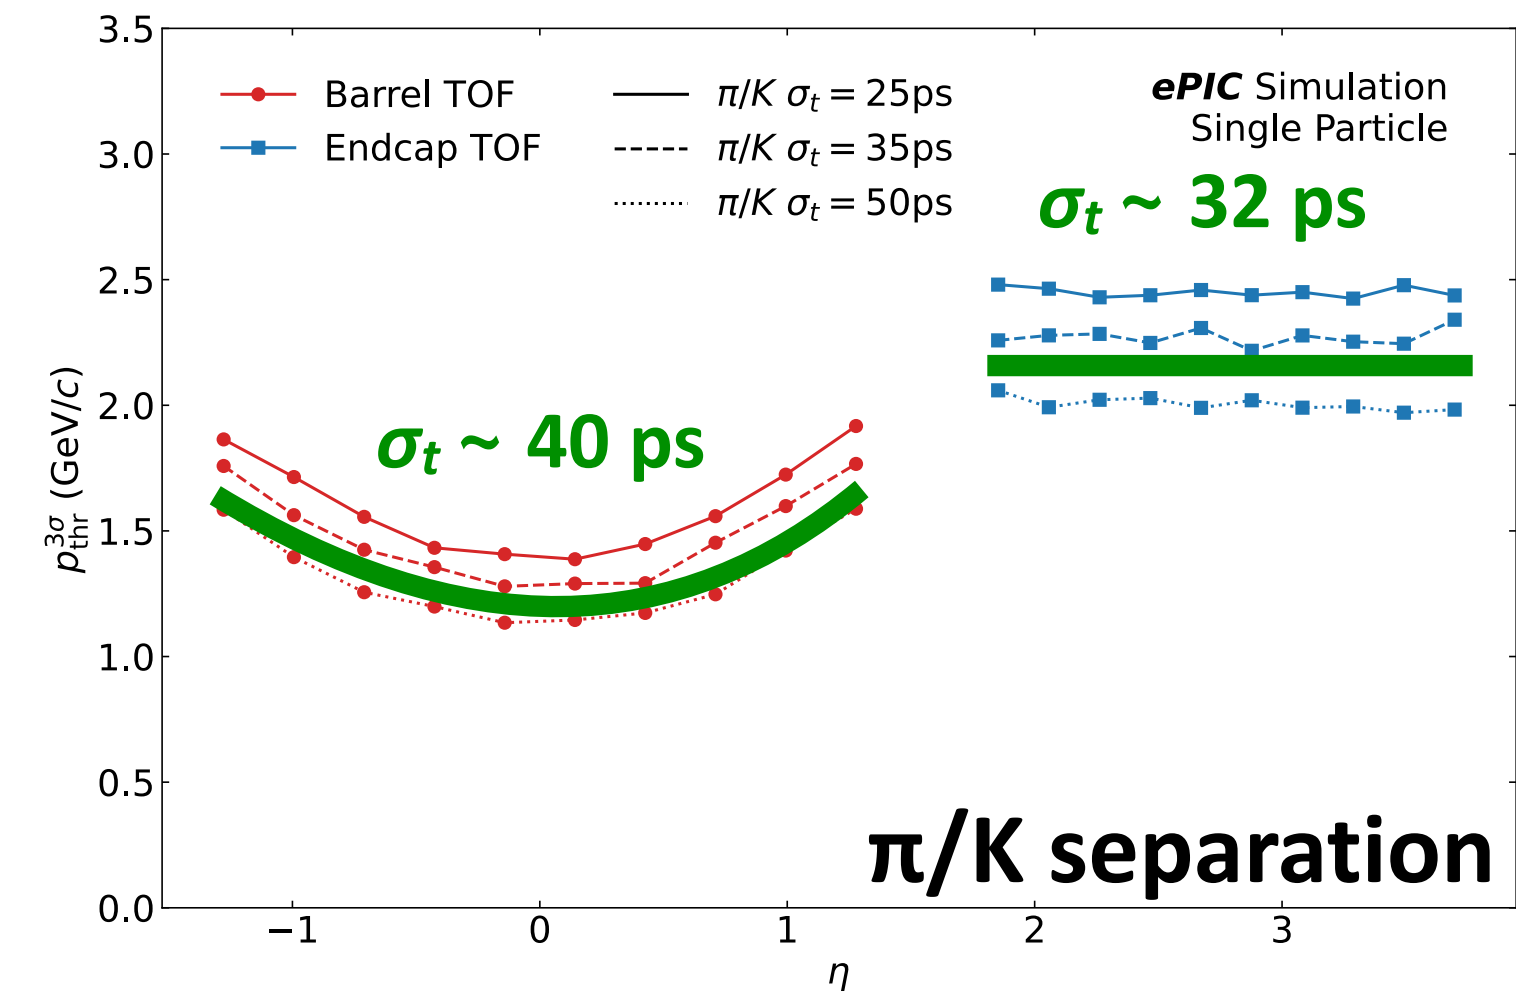 Barrel TOF
Endcap TOF
π/K σt = 25ps
π/K σt = 35ps
π/K σt = 50ps
ePIC Simulation
Single Particle
σt ~ 32 ps
σt ~ 40 ps
π/K separation
3.5
3.0
2.5
2.0
1.5
1.0
0.5
0.0
p3σthr (GeV/c)
−1
0
1
2
3
η